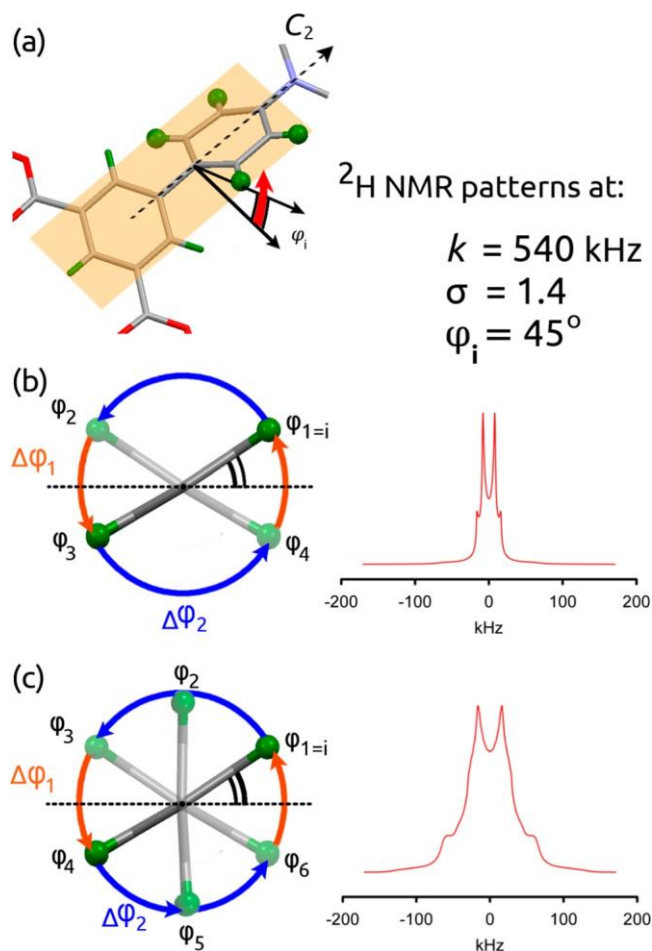 (a)
C₂
φᵢ
²H NMR patterns at:
k = 540 kHz
σ = 1.4
φᵢ = 45°
(b)
φ₂
φ₁₌ᵢ
Δφ₁
φ₃
φ₄
Δφ₂
-200 -100 0 100 200
kHz
(c)
φ₂
φ₃
φ₁₌ᵢ
Δφ₁
φ₄
φ₆
Δφ₂
φ₅
-200 -100 0 100 200
kHz